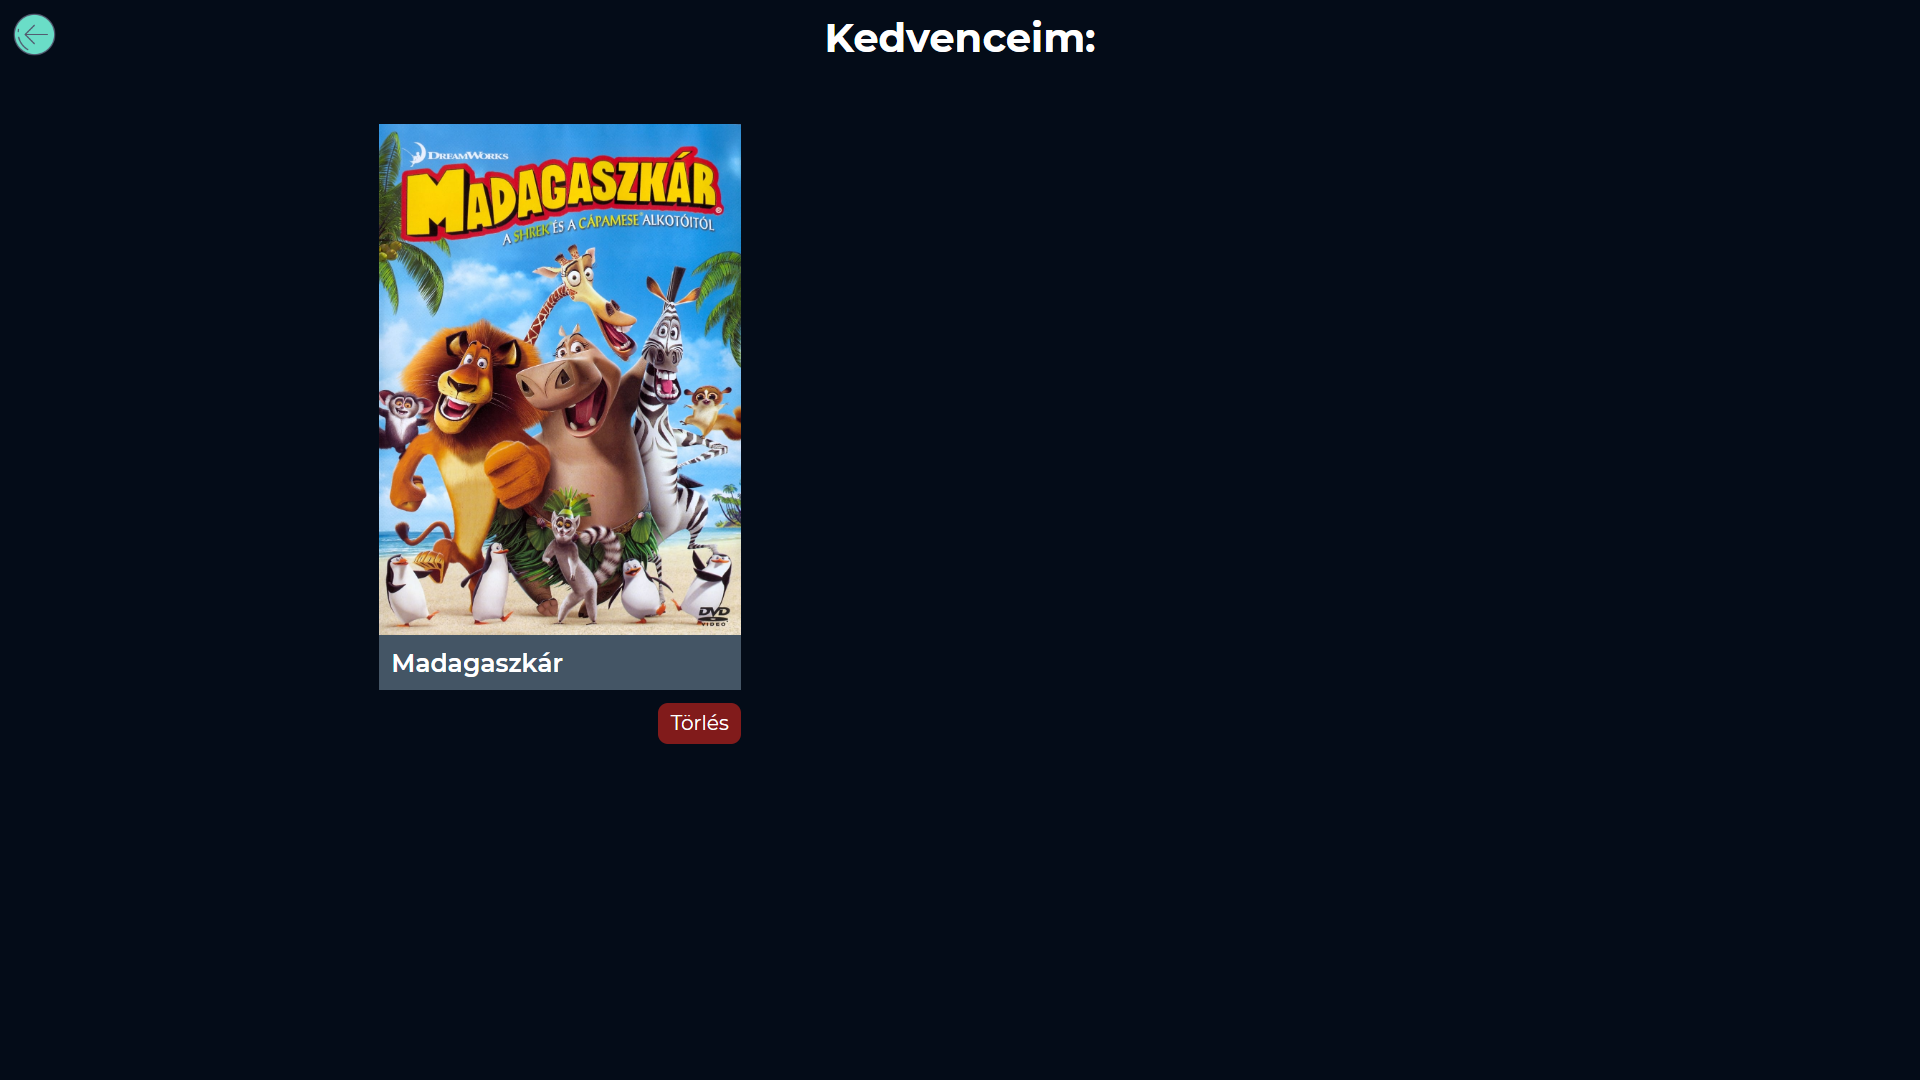 Kedvenceim:
DREAMWORKS
MADAGASZKÁR
A SHREK ÉS A CÁPAMESE ALKOTÓITÓL
DVD
VIDEO
Madagaszkár
Törlés